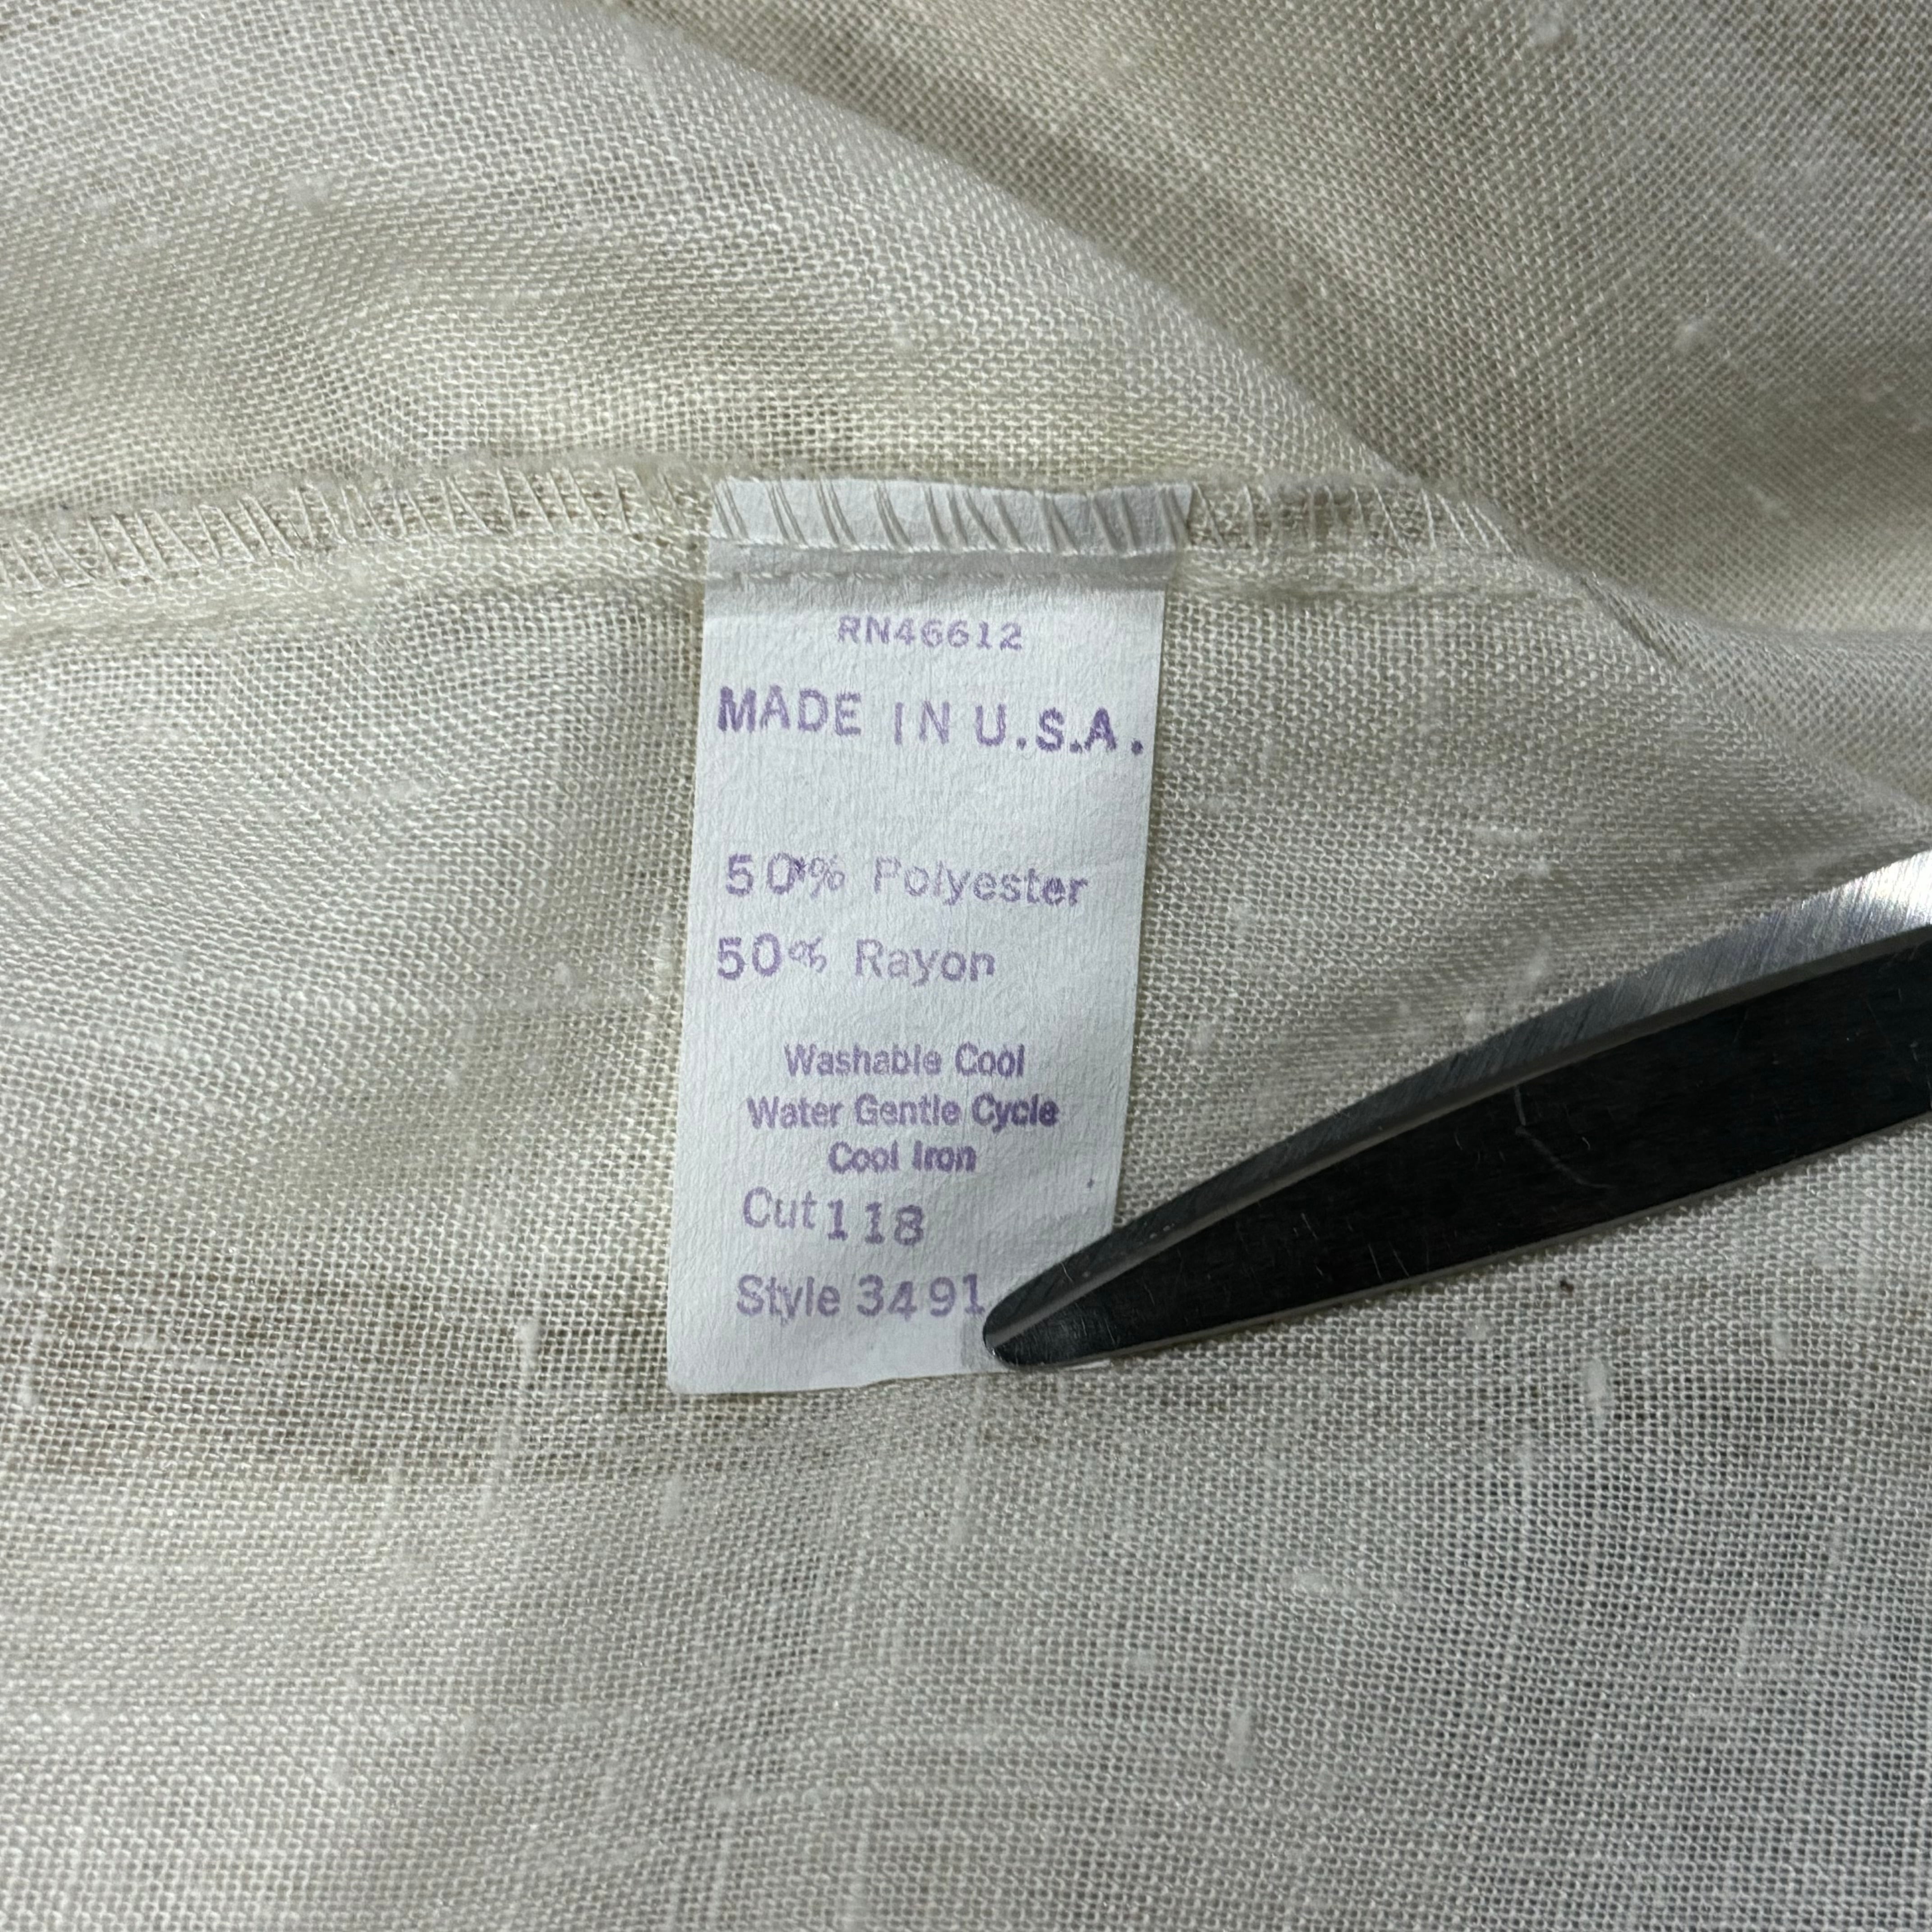 RN46612
MADE IN U.S.A.
50% Polyester
50% Rayon
Washable Cool
Water Gentle Cycle
Cool Iron
Cut 118
Style 3491